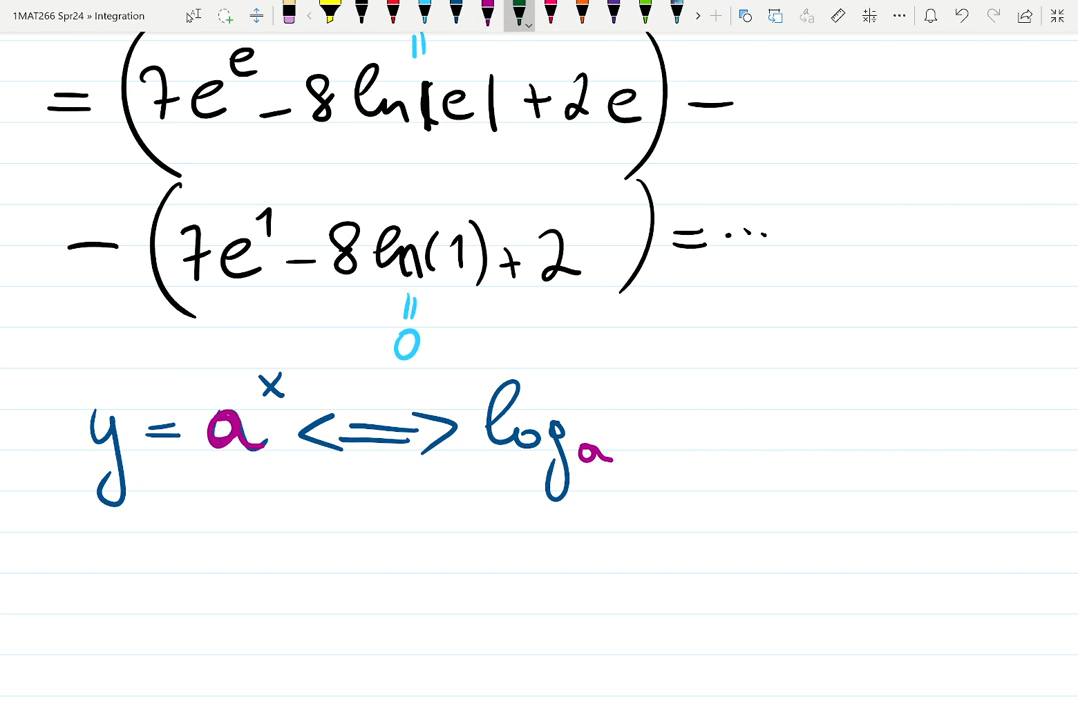 1MAT266 Spr24 » Integration
= (7e^e - 8 ln|e| + 2e) -
- (7e^1 - 8 ln(1) + 2) = ...
0
y = a^x <=> log_a